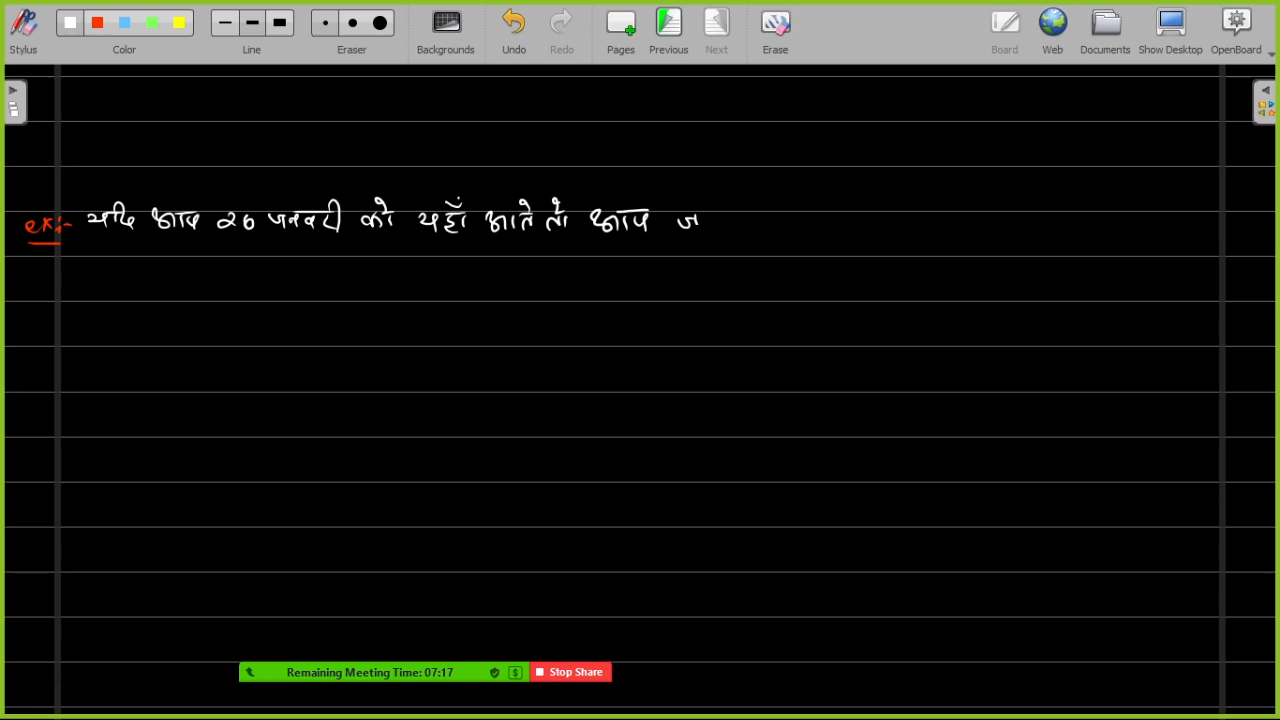 Stylus Color Line Eraser Backgrounds Undo Redo Pages Previous Next Erase Board Web Documents Show Desktop OpenBoard
ex:- यदि आप 26 जनवरी को यहाँ आते तो आप ज
Remaining Meeting Time: 07:17 Stop Share